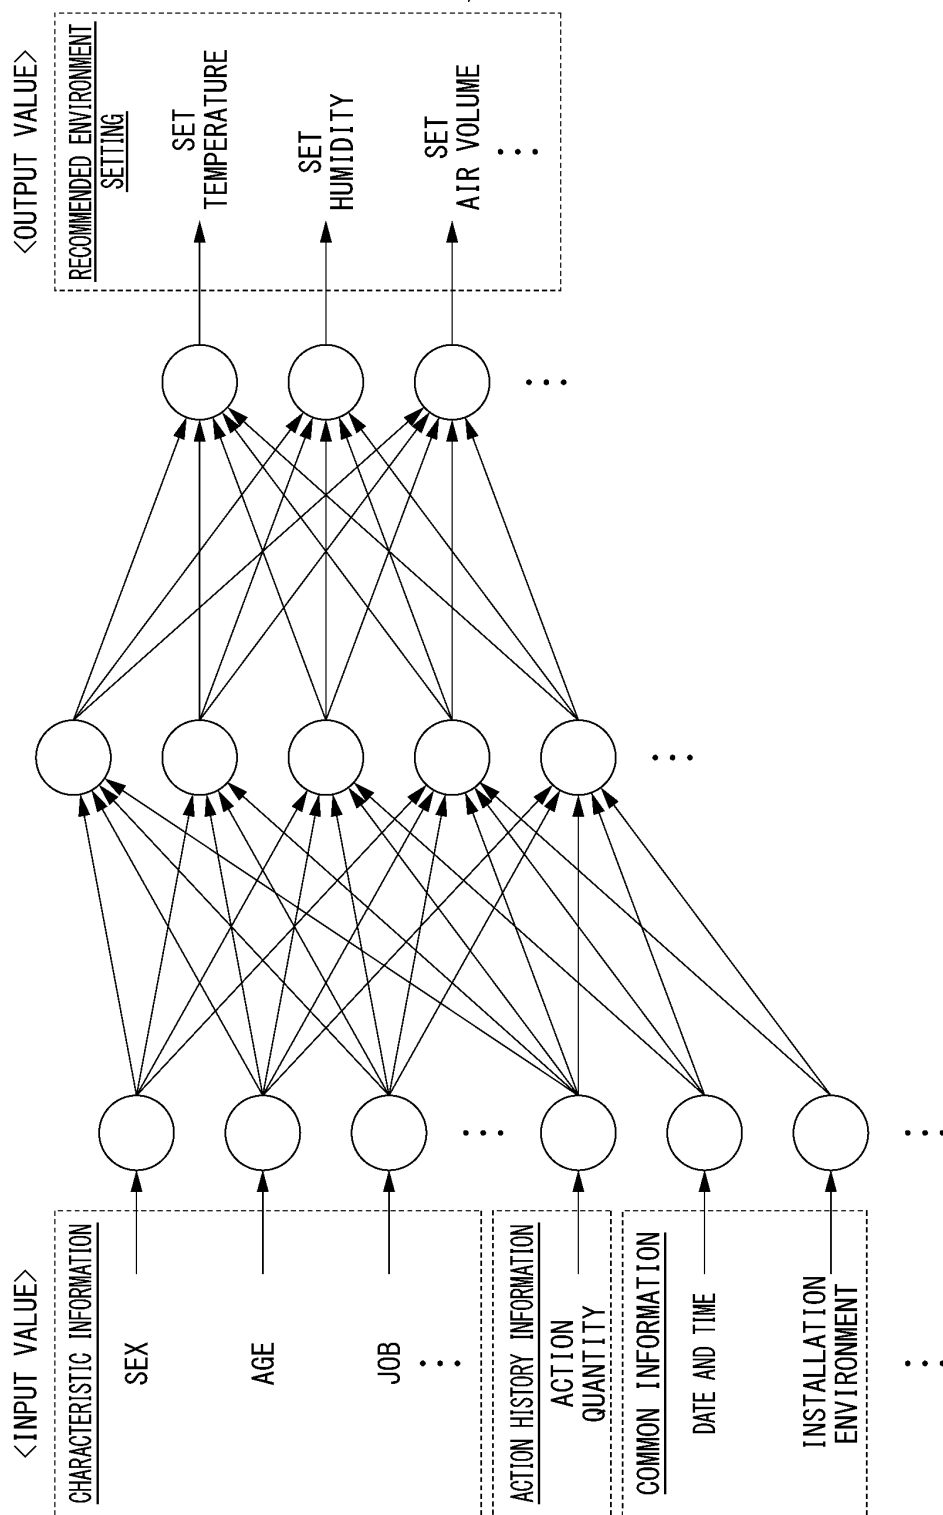 <INPUT VALUE>
CHARACTERISTIC INFORMATION
SEX
AGE
JOB
...
ACTION HISTORY INFORMATION
ACTION
QUANTITY
COMMON INFORMATION
DATE AND TIME
INSTALLATION
ENVIRONMENT
...
...
...
...
...
<OUTPUT VALUE>
RECOMMENDED ENVIRONMENT
SETTING
SET
TEMPERATURE
SET
HUMIDITY
SET
AIR VOLUME
...